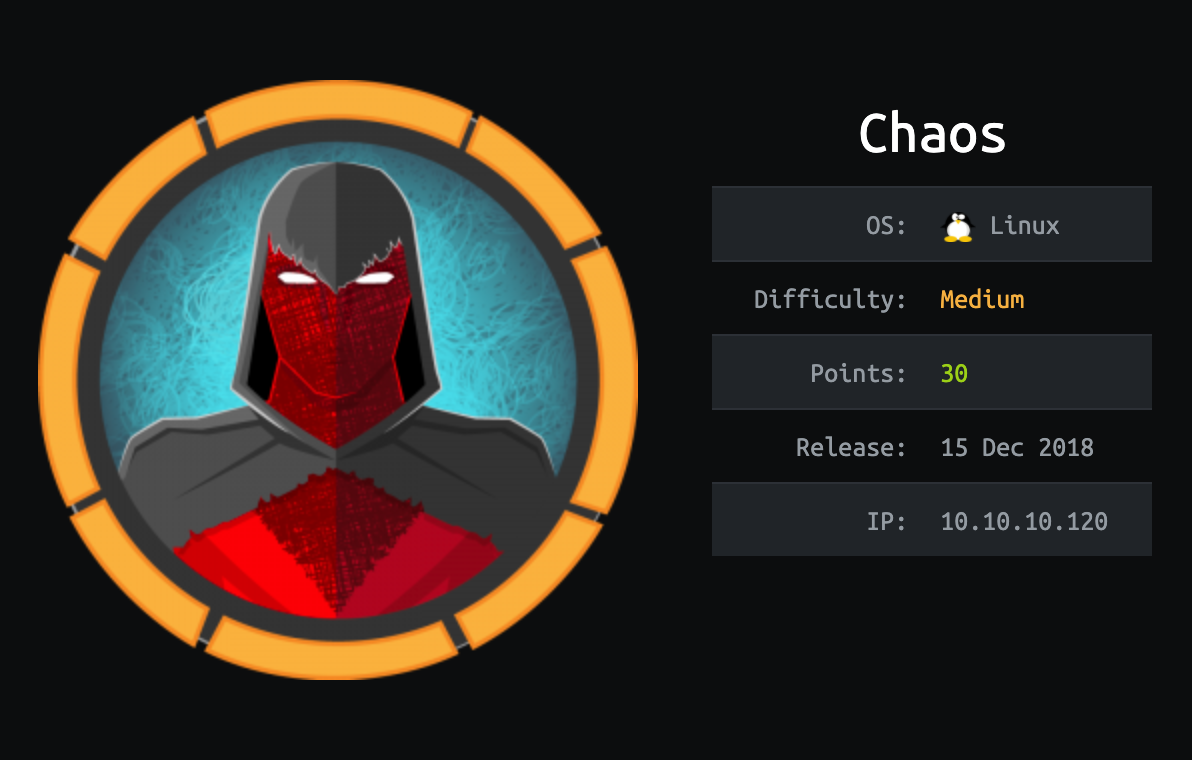 Chaos
OS: Linux
Difficulty: Medium
Points: 30
Release: 15 Dec 2018
IP: 10.10.10.120